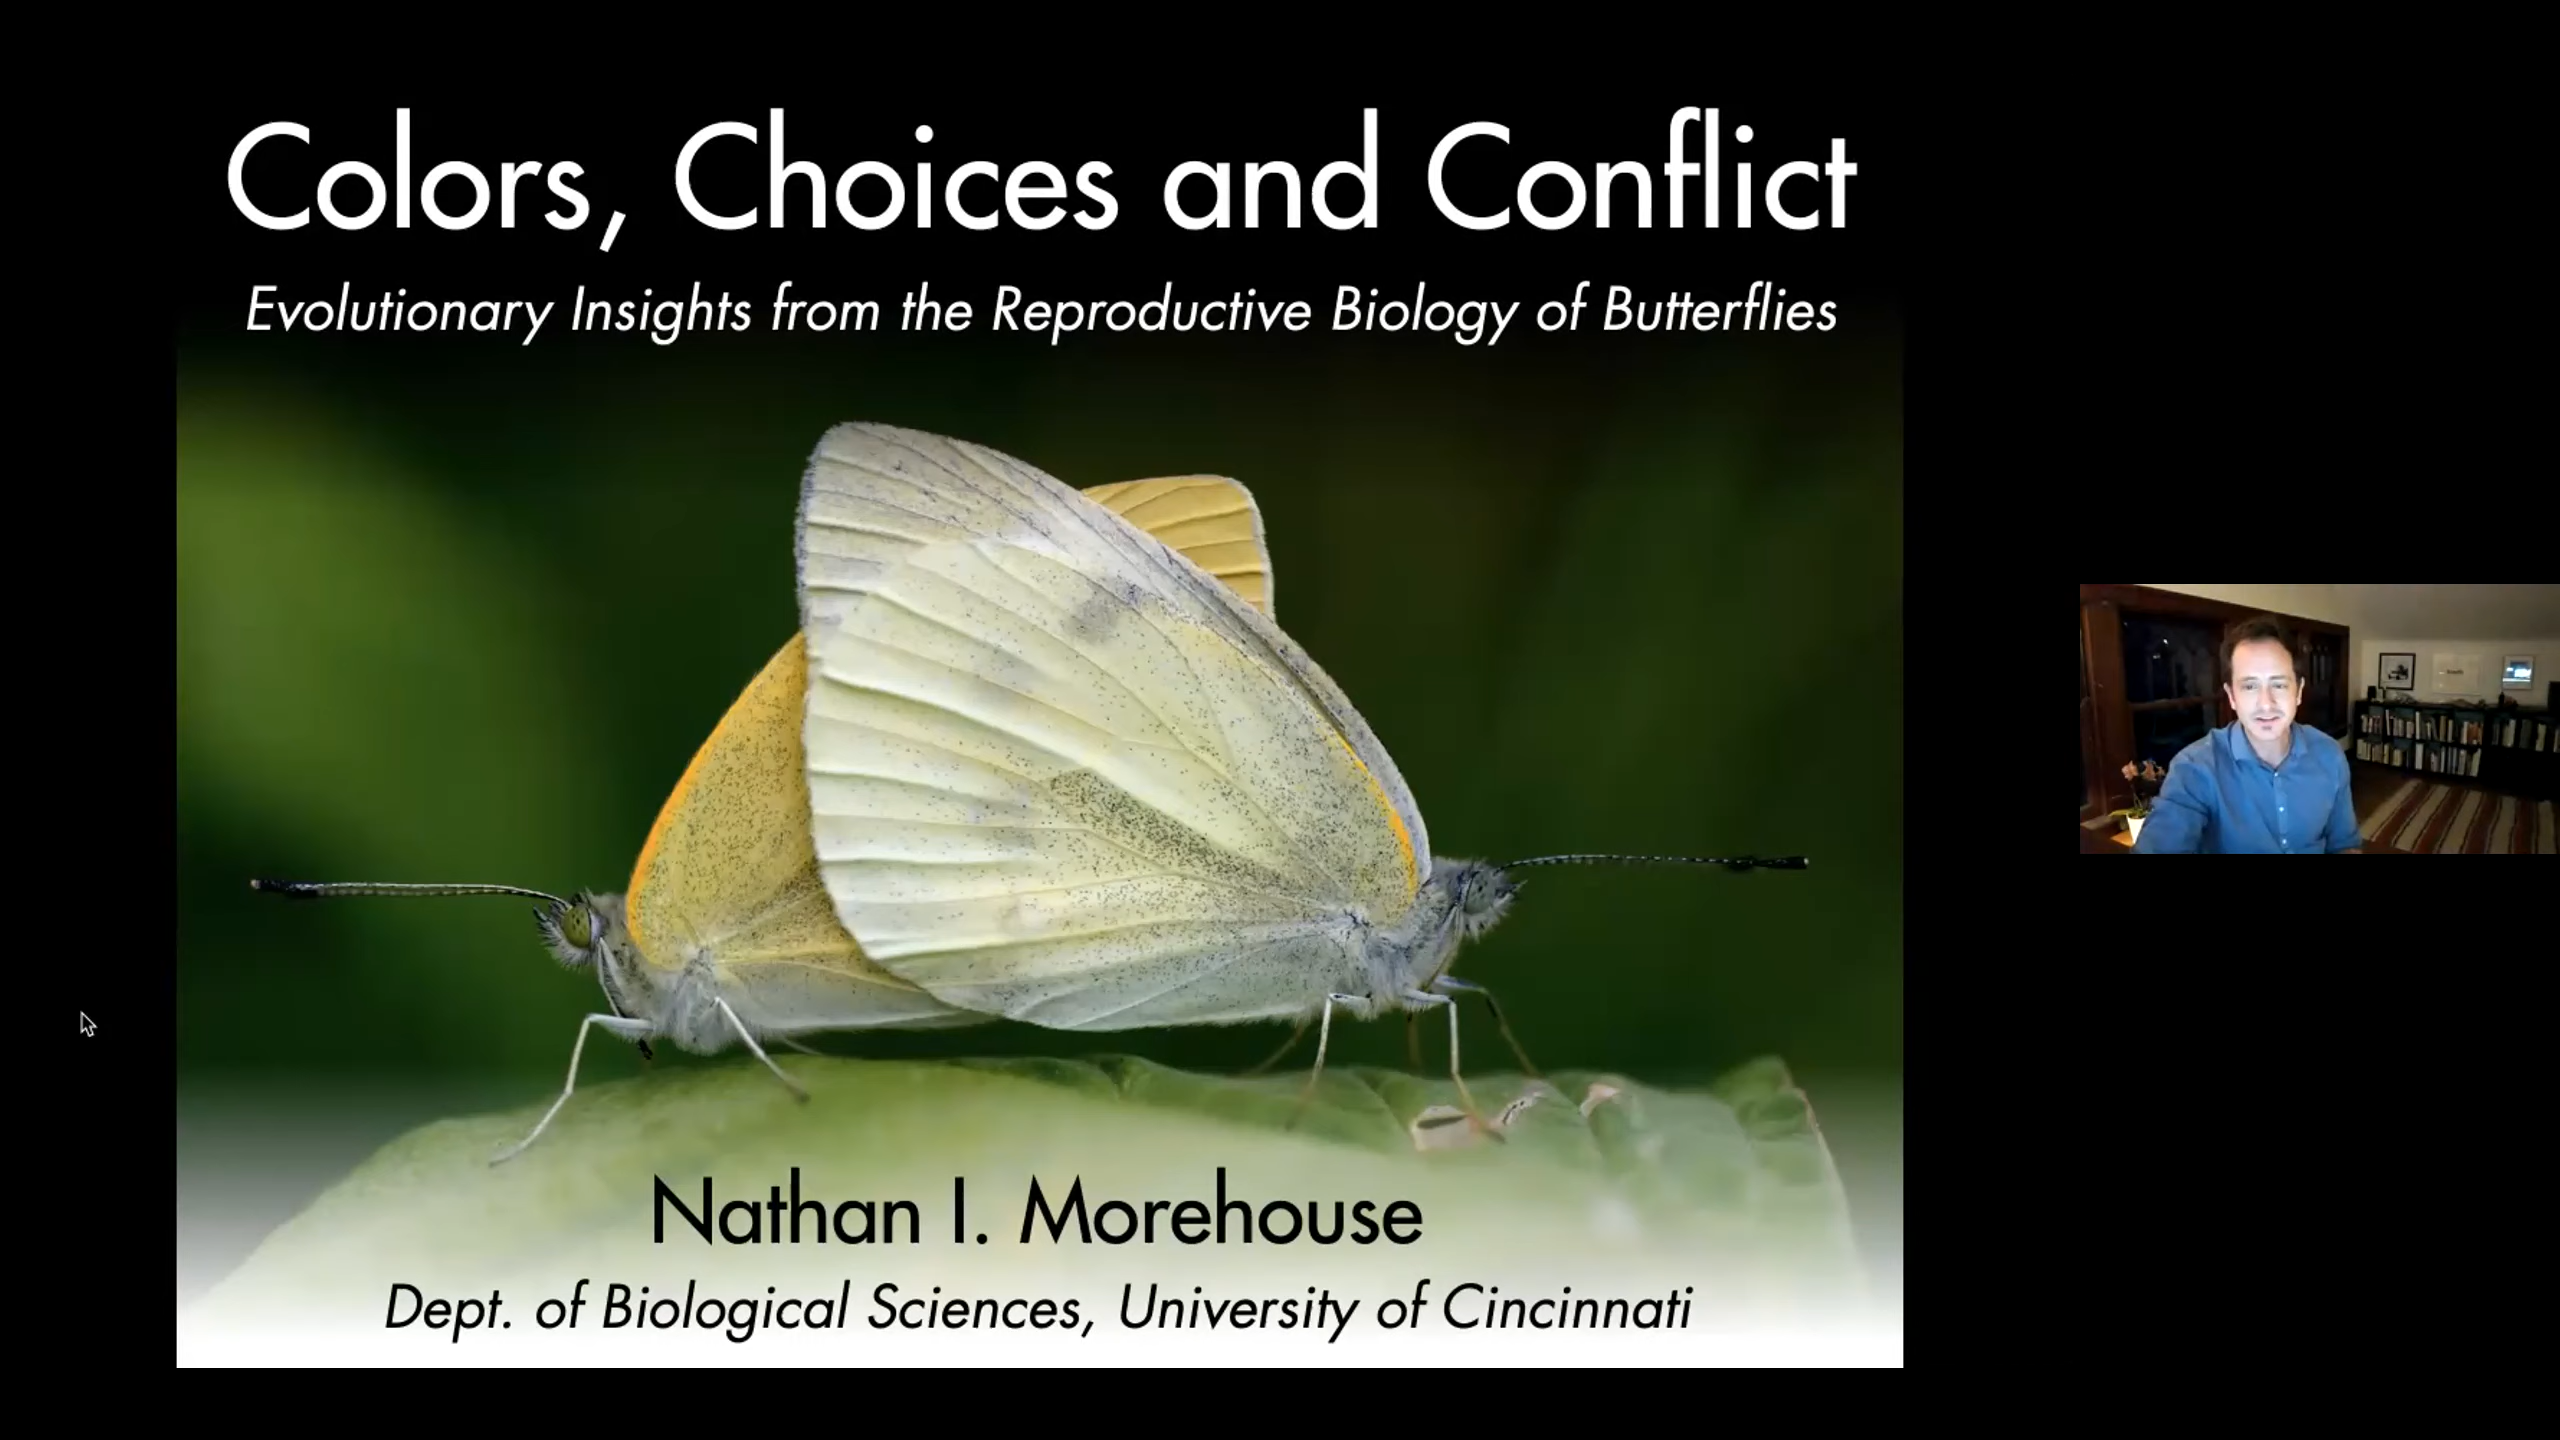 Colors, Choices and Conflict
Evolutionary Insights from the Reproductive Biology of Butterflies
Nathan I. Morehouse
Dept. of Biological Sciences, University of Cincinnati